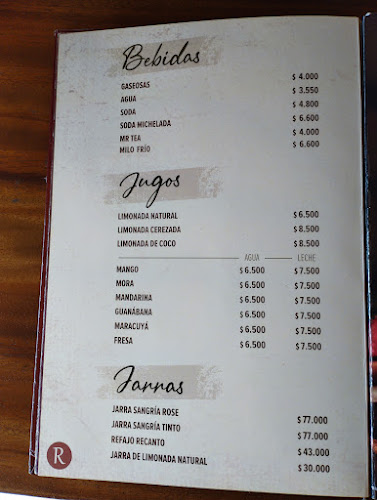 Bebidas
GASEOSAS $ 4.000
AGUA $ 3.550
SODA $ 4.800
SODA MICHELADA $ 6.600
MR TEA $ 4.000
MILO FRÍO $ 6.600
Jugos
LIMONADA NATURAL $ 6.500
LIMONADA CEREZADA $ 8.500
LIMONADA DE COCO $ 8.500
AGUA LECHE
MANGO $ 6.500 $ 7.500
MORA $ 6.500 $ 7.500
MANDARINA $ 6.500 $ 7.500
GUANÁBANA $ 6.500 $ 7.500
MARACUYÁ $ 6.500 $ 7.500
FRESA $ 6.500 $ 7.500
Jarras
JARRA SANGRÍA ROSE $ 77.000
JARRA SANGRÍA TINTO $ 77.000
REFAJO RECANTO $ 43.000
JARRA DE LIMONADA NATURAL $ 30.000
R